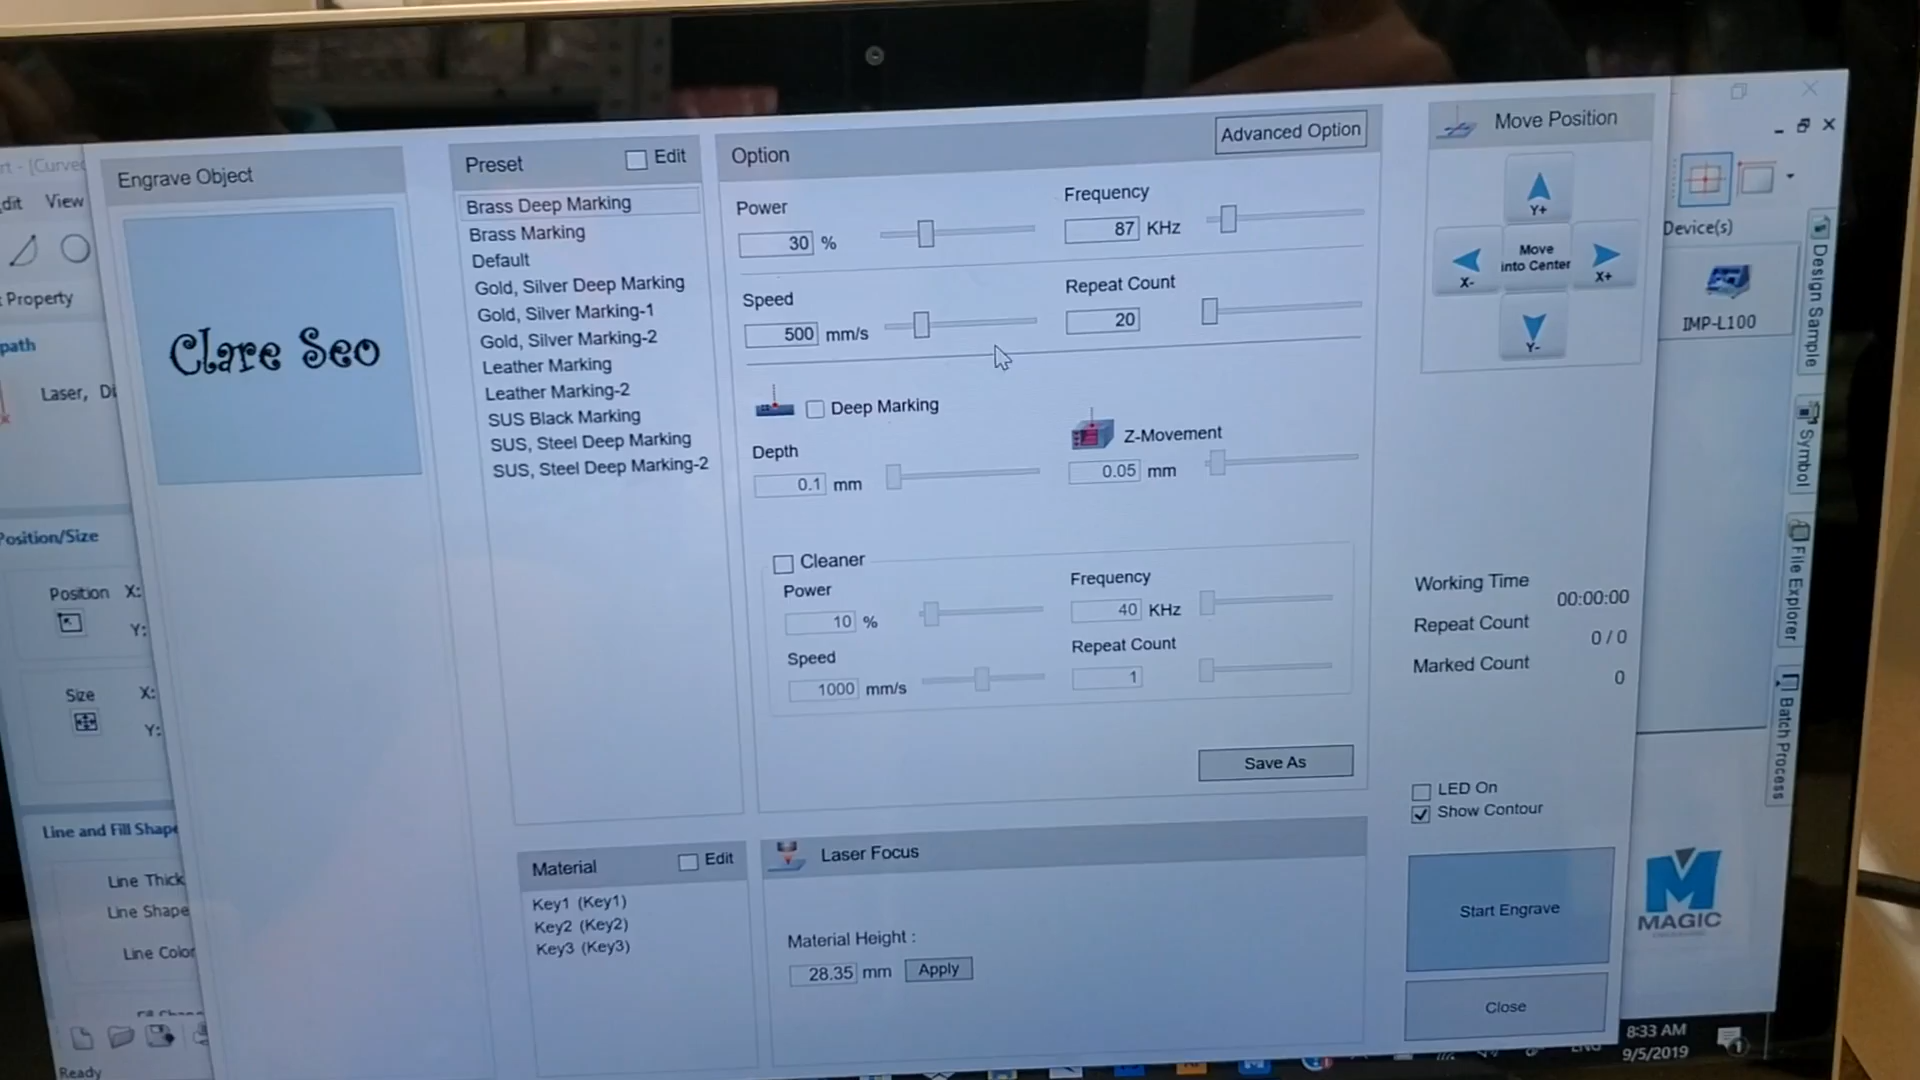 Engrave Object
Clare Seo
Preset
Edit
Brass Deep Marking
Brass Marking
Default
Gold, Silver Deep Marking
Gold, Silver Marking-1
Gold, Silver Marking-2
Leather Marking
Leather Marking-2
SUS Black Marking
SUS, Steel Deep Marking
SUS, Steel Deep Marking-2
Material
Edit
Key1 (Key1)
Key2 (Key2)
Key3 (Key3)
Option
Advanced Option
Power
30 %
Frequency
87 KHz
Speed
500 mm/s
Repeat Count
20
Deep Marking
Depth
0.1 mm
Z-Movement
0.05 mm
Cleaner
Power
10 %
Frequency
40 KHz
Speed
1000 mm/s
Repeat Count
1
Save As
Laser Focus
Material Height :
28.35 mm
Apply
Move Position
Y+
X-
Move
into Center
X+
Y-
Working Time
00:00:00
Repeat Count
0 / 0
Marked Count
0
LED On
Show Contour
Start Engrave
Close
rt - [Curved
dit View
Property
path
Laser, Di
Position/Size
Position X:
Y:
Size X:
Y:
Line and Fill Shape
Line Thick
Line Shape
Line Color
Ready
Device(s)
IMP-L100
Design Sample
Symbol
File Explorer
Batch Process
MAGIC
8:33 AM
9/5/2019
1